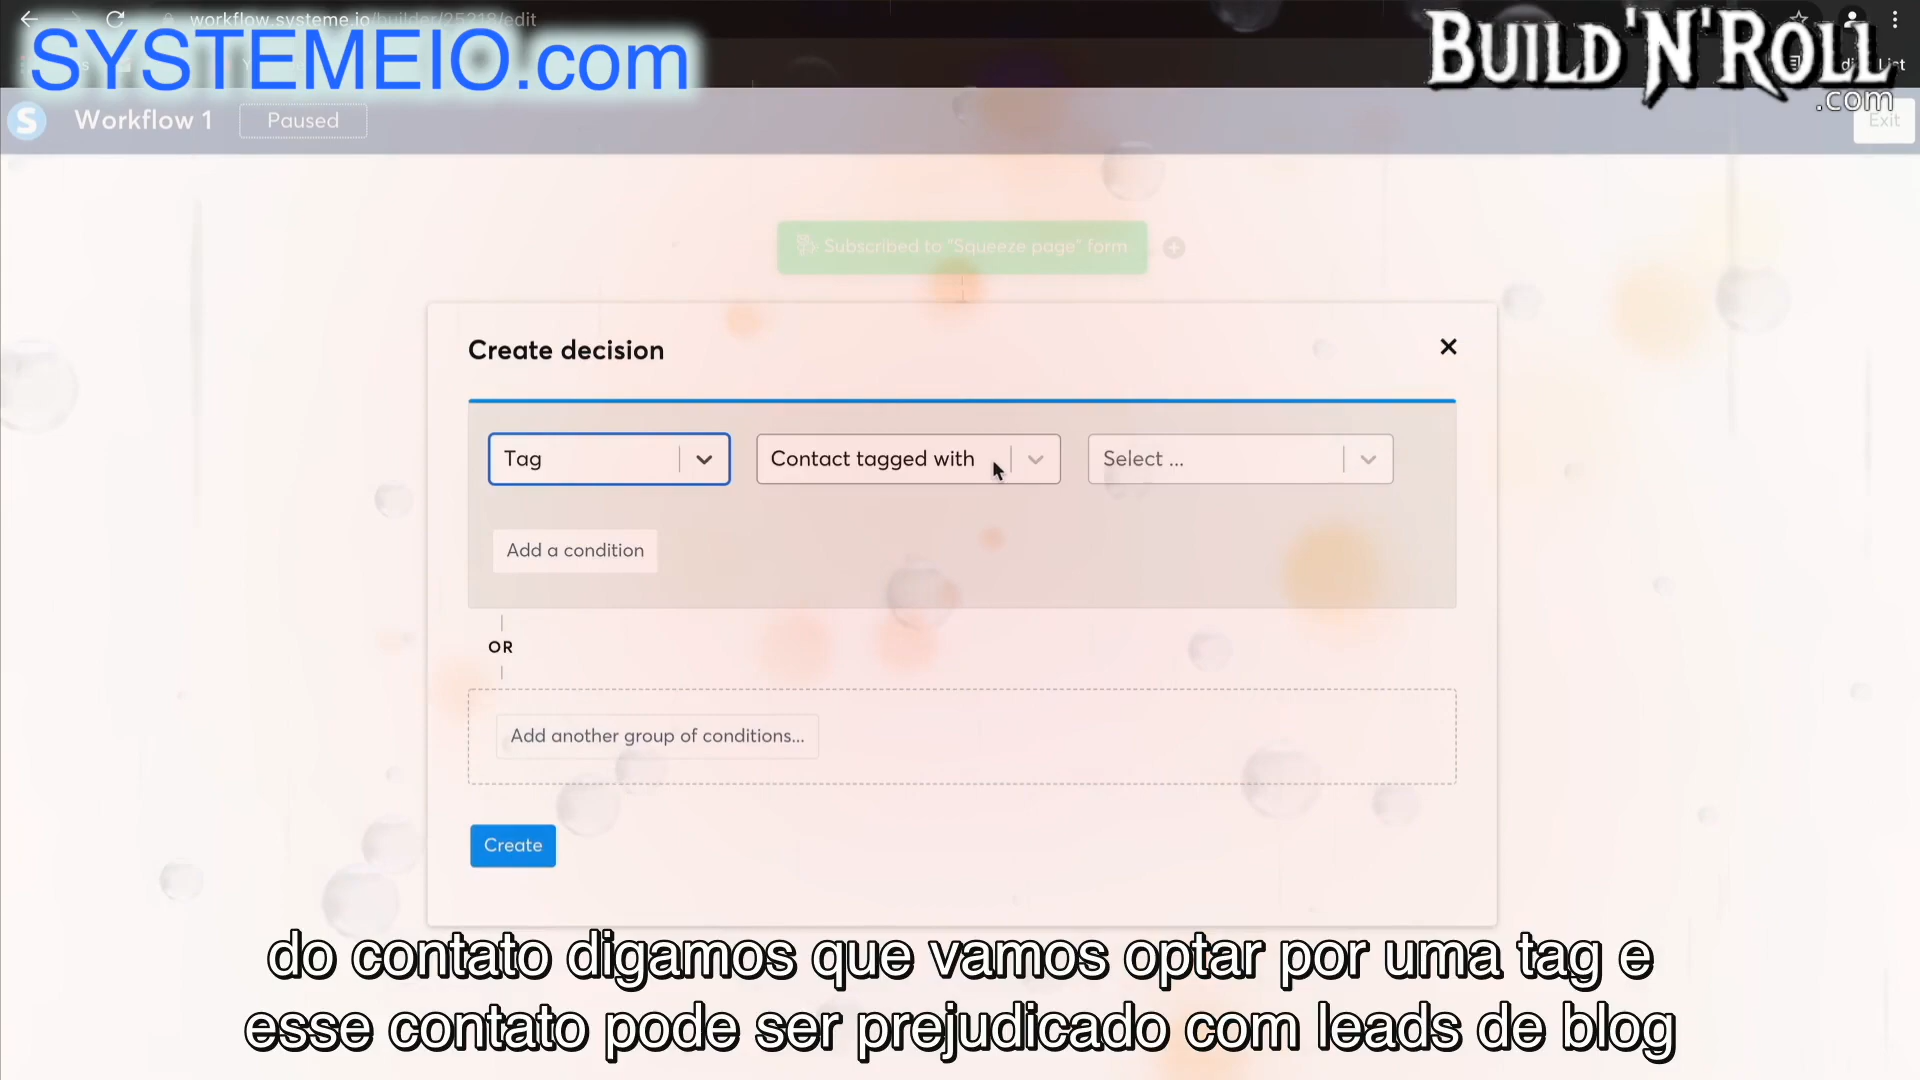 workflow.systeme.io/builder/25218/edit
SYSTEMEIO.com
BUILD'N'ROLL
.com
S
Workflow 1
Paused
Exit
Subscribed to "Squeeze page" form
Create decision
Tag
Contact tagged with
Select ...
Add a condition
OR
Add another group of conditions...
Create
do contato digamos que vamos optar por uma tag e
esse contato pode ser prejudicado com leads de blog